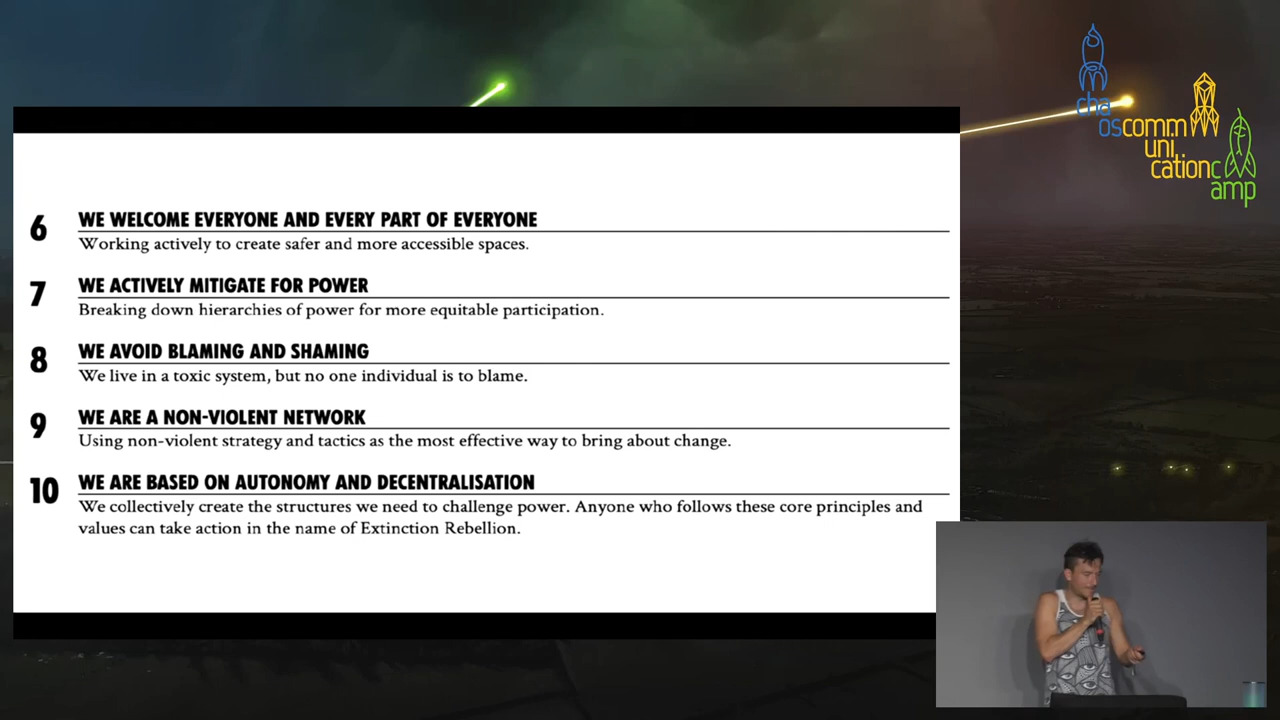 cha
oscomm
uni
cationc
amp
6 WE WELCOME EVERYONE AND EVERY PART OF EVERYONE
Working actively to create safer and more accessible spaces.
7 WE ACTIVELY MITIGATE FOR POWER
Breaking down hierarchies of power for more equitable participation.
8 WE AVOID BLAMING AND SHAMING
We live in a toxic system, but no one individual is to blame.
9 WE ARE A NON-VIOLENT NETWORK
Using non-violent strategy and tactics as the most effective way to bring about change.
10 WE ARE BASED ON AUTONOMY AND DECENTRALISATION
We collectively create the structures we need to challenge power. Anyone who follows these core principles and
values can take action in the name of Extinction Rebellion.